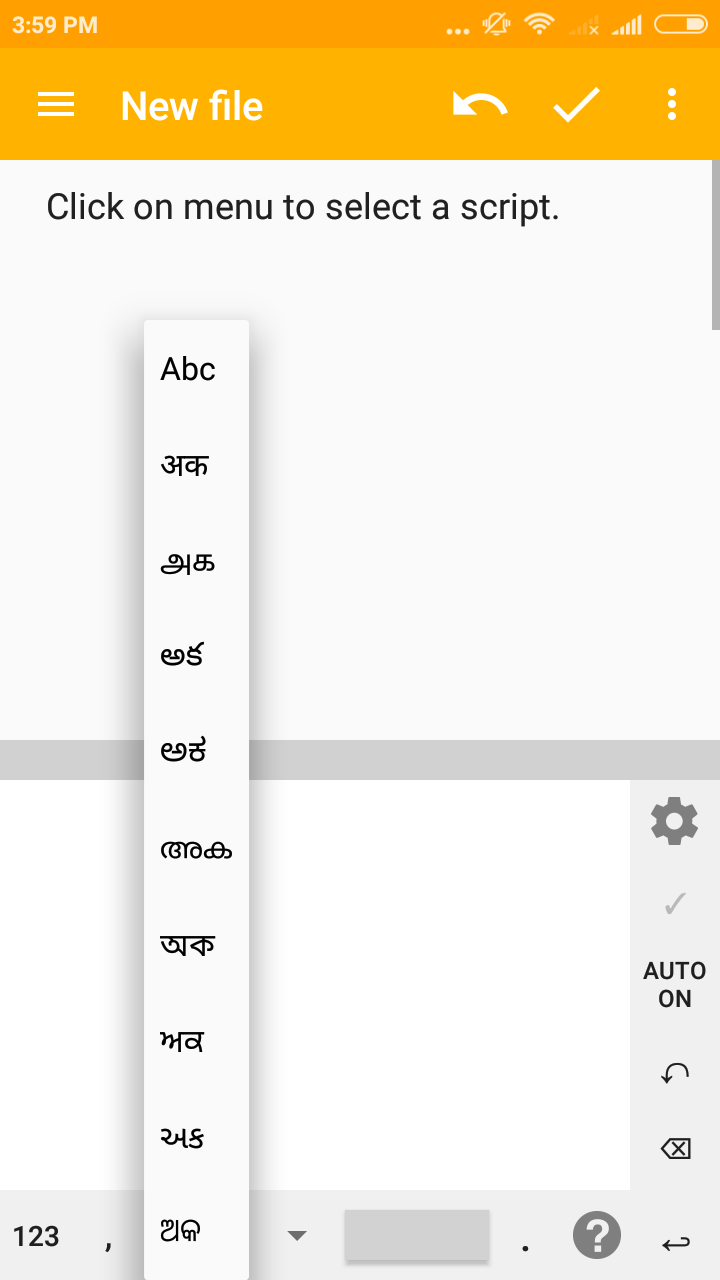 3:59 PM
New file
Click on menu to select a script.
Abc
अक
அக
అక
ಅಕ
അക
অক
ਅਕ
અક
ଅକ
AUTO
ON
123 , .